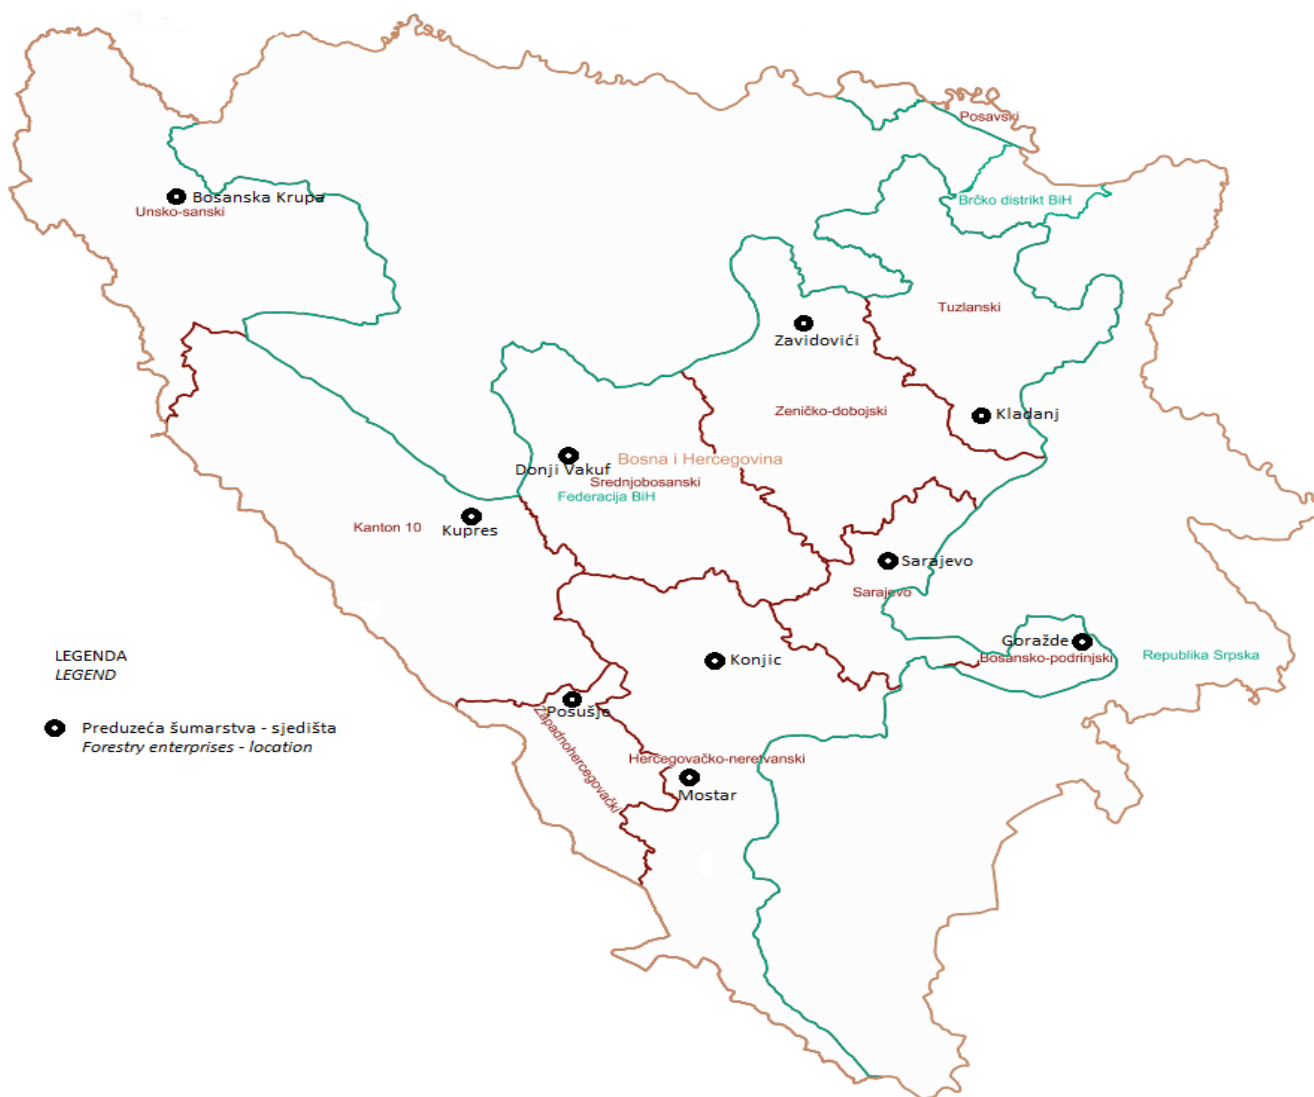 Posavski
Bosanska Krupa
Unsko-sanski
Brčko distrikt BiH
Tuzlanski
Zavidovići
Zeničko-dobojski
Kladanj
Bosna i Hercegovina
Donji Vakuf
Srednjobosanski
Federacija BiH
Kanton 10
Kupres
Sarajevo
Sarajevo
Goražde
Bosansko-podrinjski
Republika Srpska
Konjic
Posušje
Zapadnohercegovački
Hercegovačko-neretvanski
Mostar
LEGENDA
LEGEND
Preduzeća šumarstva - sjedišta
Forestry enterprises - location